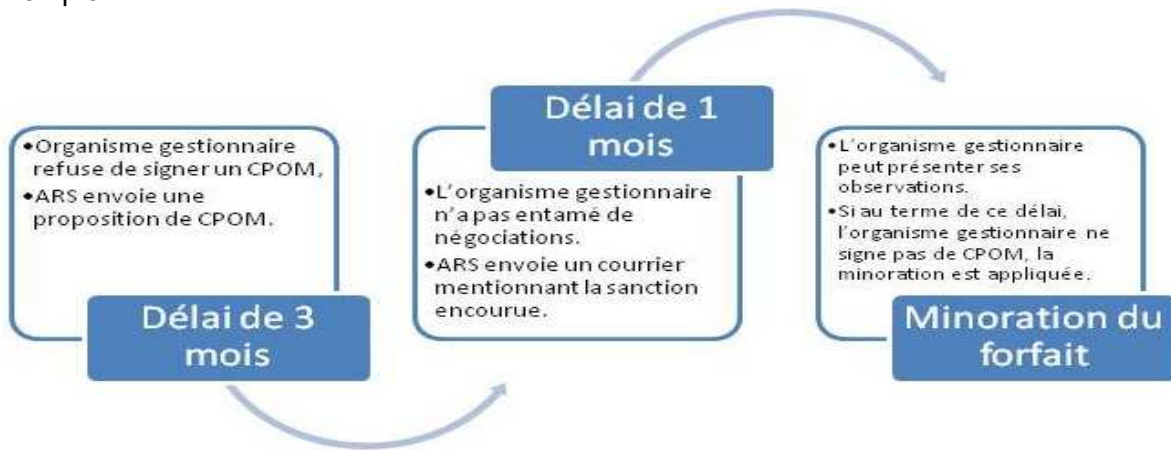 •Organisme gestionnaire
refuse de signer un CPOM,
•ARS envoie une
proposition de CPOM.
Délai de 3
mois
Délai de 1
mois
•L'organisme gestionnaire
n'a pas entamé de
négociations.
•ARS envoie un courrier
mentionnant la sanction
encourue.
•L'organisme gestionnaire
peut présenter ses
observations.
•Si au terme de ce délai,
l'organisme gestionnaire ne
signe pas de CPOM, la
minoration est appliquée.
Minoration du
forfait